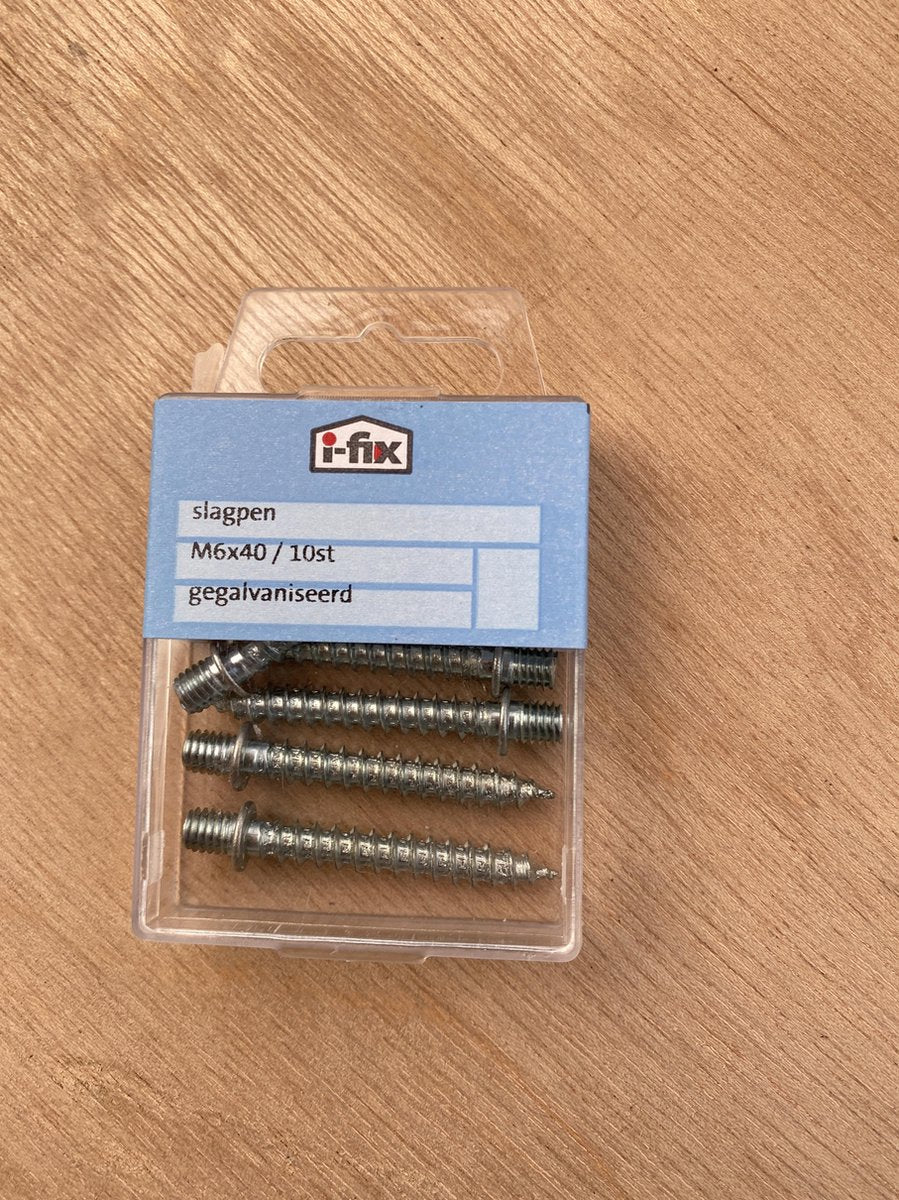 i-fix
slagpen
M6x40 / 10st
gegalvaniseerd